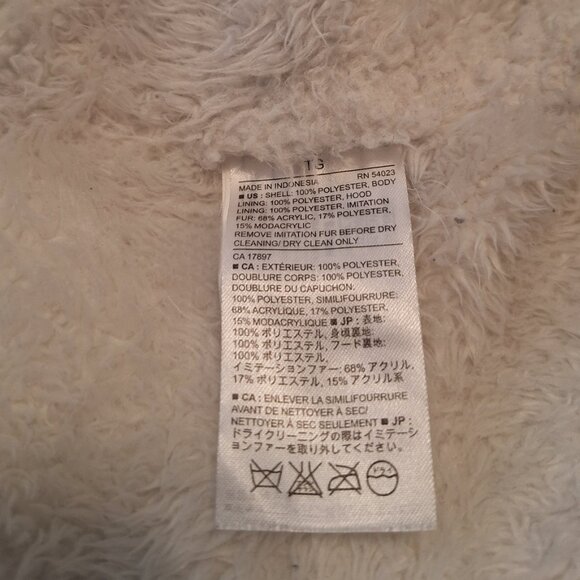 MADE IN INDONESIA RN 54023
■ US : SHELL: 100% POLYESTER, BODY
LINING: 100% POLYESTER, HOOD
LINING: 100% POLYESTER, IMITATION
FUR: 68% ACRYLIC, 17% POLYESTER,
15% MODACRYLIC
REMOVE IMITATION FUR BEFORE DRY
CLEANING/ DRY CLEAN ONLY
CA 17897
■ CA : EXTÉRIEUR: 100% POLYESTER,
DOUBLURE CORPS: 100% POLYESTER,
DOUBLURE DU CAPUCHON:
100% POLYESTER, SIMILIFOURRURE:
68% ACRYLIQUE, 17% POLYESTER,
15% MODACRYLIQUE ■ JP : 表地:
100% ポリエステル, 身頃裏地:
100% ポリエステル, フード裏地:
100% ポリエステル,
イミテーションファー: 68% アクリル,
17% ポリエステル, 15% アクリル系
■ CA : ENLEVER LA SIMILIFOURRURE
AVANT DE NETTOYER À SEC/
NETTOYER À SEC SEULEMENT ■ JP :
ドライクリーニングの際はイミテーシ
ョンファーを取り外してください。
ドライ